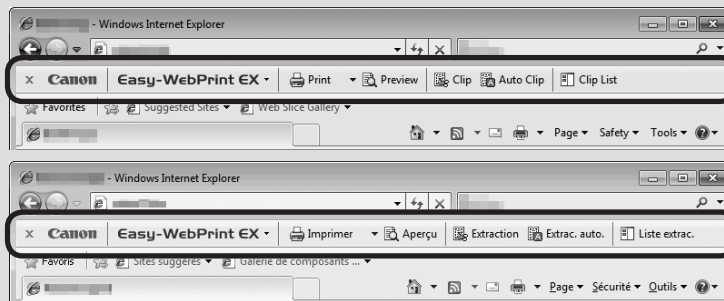 - Windows Internet Explorer
x Canon Easy-WebPrint EX Print Preview Clip Auto Clip Clip List
Favorites Suggested Sites Web Slice Gallery
Page Safety Tools
- Windows Internet Explorer
x Canon Easy-WebPrint EX Imprimer Aperçu Extraction Extrac. auto. Liste extrac.
Favoris Sites suggérés Galerie de composants ...
Page Sécurité Outils